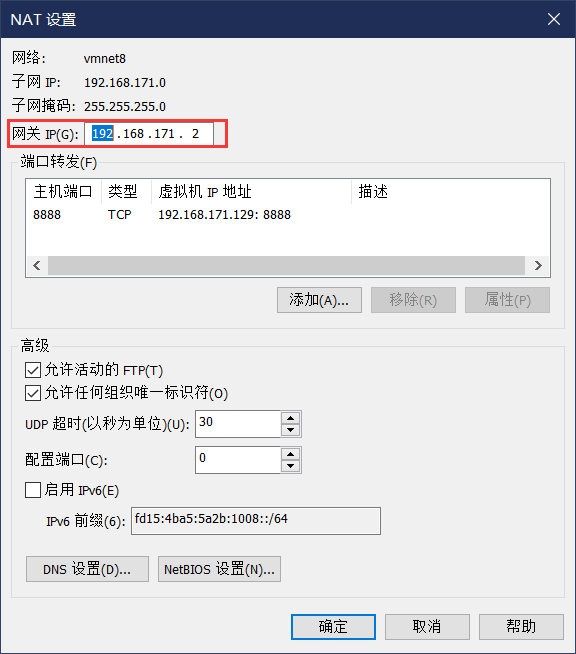 NAT 设置
网络: vmnet8
子网 IP: 192.168.171.0
子网掩码: 255.255.255.0
网关 IP(G): 192 . 168 . 171 . 2
端口转发(F)
主机端口 类型 虚拟机 IP 地址 描述
8888 TCP 192.168.171.129: 8888
添加(A)... 移除(R) 属性(P)
高级
允许活动的 FTP(T)
允许任何组织唯一标识符(O)
UDP 超时(以秒为单位)(U): 30
配置端口(C): 0
启用 IPv6(E)
IPv6 前缀(6): fd15:4ba5:5a2b:1008::/64
DNS 设置(D)... NetBIOS 设置(N)...
确定 取消 帮助